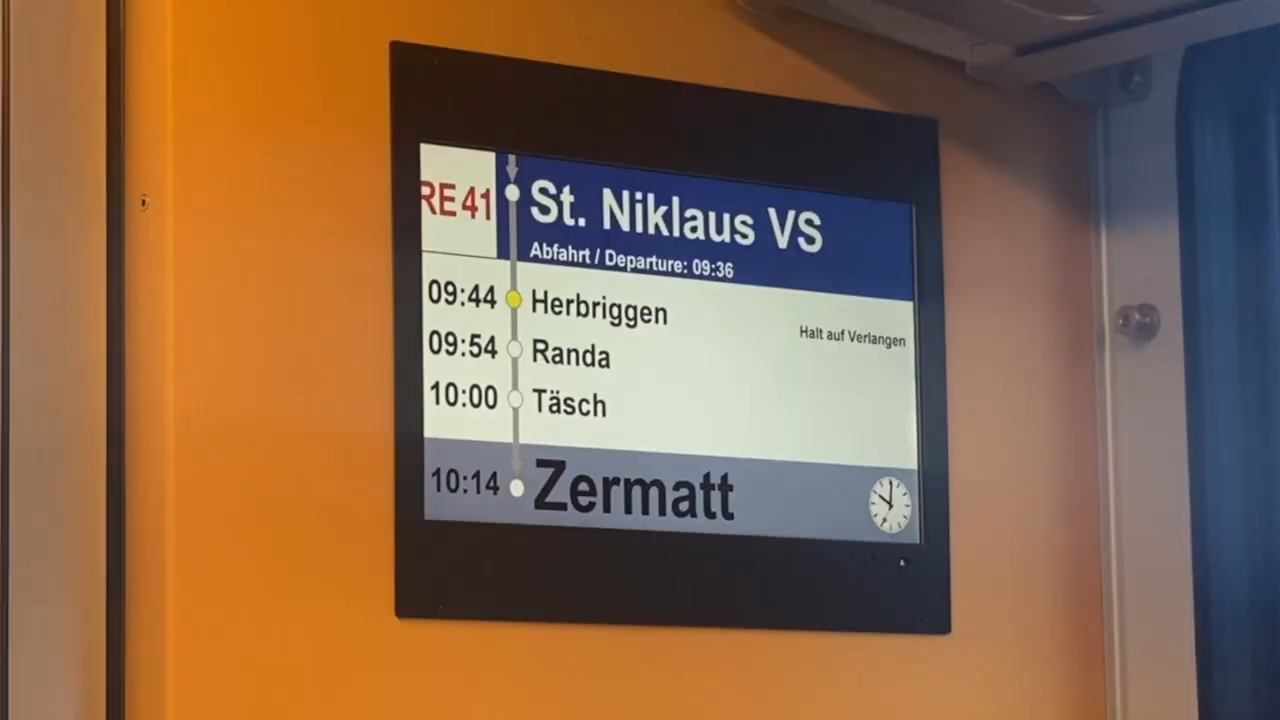 RE41
St. Niklaus VS
Abfahrt / Departure: 09:36
09:44 Herbriggen Halt auf Verlangen
09:54 Randa
10:00 Täsch
10:14 Zermatt